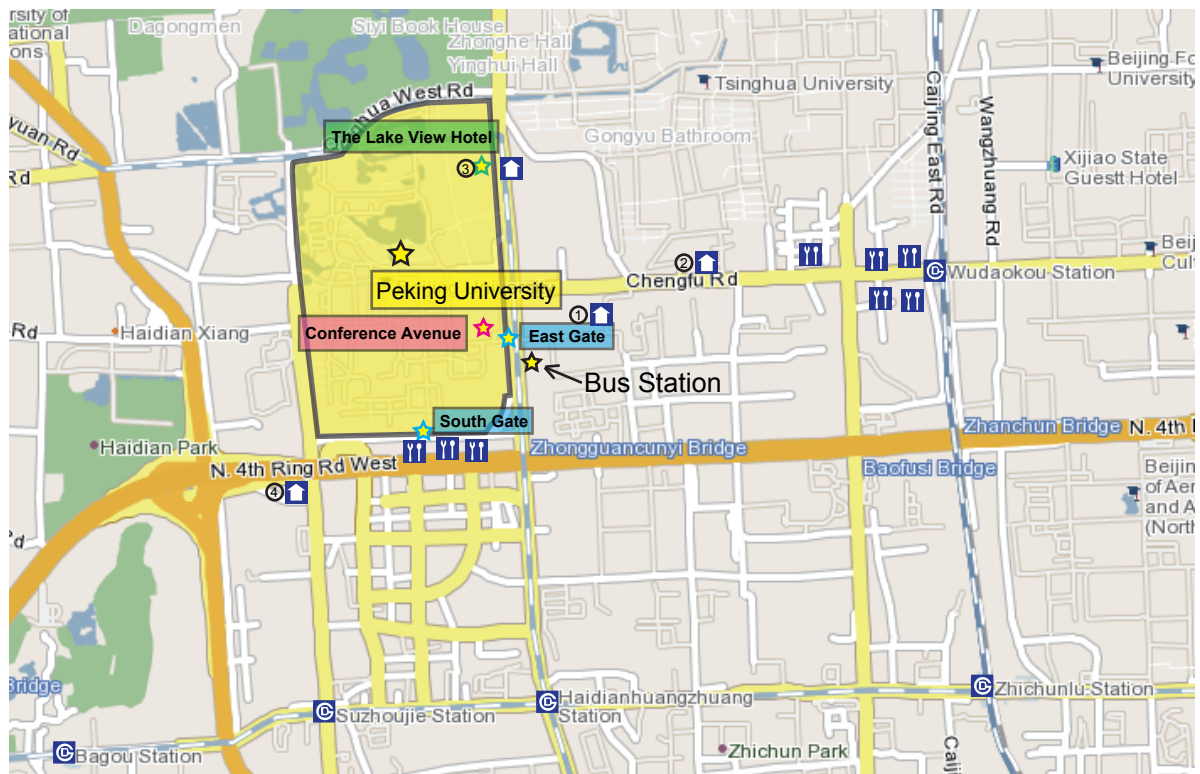 rsity of
ational
ons
Dagongmen
Siyi Book House
Zhonghe Hall
Yinghui Hall
Tsinghua University
Beijing Fo
University
yuan Rd
Qinghua West Rd
The Lake View Hotel
3
Gongyu Bathroom
Caijing East Rd
Wangzhuang Rd
Xijiao State
Guestt Hotel
Rd
2
Chengfu Rd
Wudaokou Station
Beij
Cult
Peking University
1
Rd
Haidian Xiang
Conference Avenue
East Gate
Bus Station
South Gate
Haidian Park
N. 4th Ring Rd West
Zhongguancunyi Bridge
Zhanchun Bridge
N. 4th
Baofusi Bridge
4
Beijin
of Aer
and A
(North
Bridge
Suzhoujie Station
Haidianhuangzhuang
Station
Zhichunlu Station
Bagou Station
Zhichun Park
Caiji